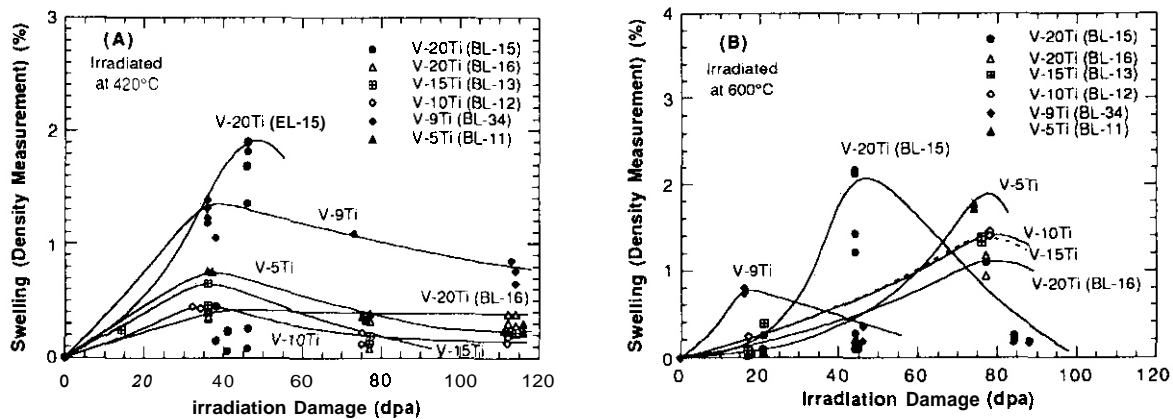 Swelling (Density Measurement) (%)
3
2
1
0
(A)
Irradiated
at 420°C
V-20Ti (BL-15)
V-20Ti (BL-16)
V-15Ti (BL-13)
V-10Ti (BL-12)
V-9Ti (BL-34)
V-5Ti (BL-11)
V-20Ti (EL-15)
V-9Ti
V-5Ti
V-20Ti (BL-16)
V-10Ti
V-15Ti
0 20 40 60 80 100 120
irradiation Damage (dpa)
Swelling (Density Measurement) (%)
4
3
2
1
0
(B)
Irradiated
at 600°C
V-20Ti (BL-15)
V-20Ti (BL-16)
V-15Ti (BL-13)
V-10Ti (BL-12)
V-9Ti (BL-34)
V-5Ti (BL-11)
V-20Ti (BL-15)
V-5Ti
V-10Ti
V-15Ti
V-9Ti
V-20Ti (BL-16)
0 20 40 60 80 100 120
Irradiation Damage (dpa)